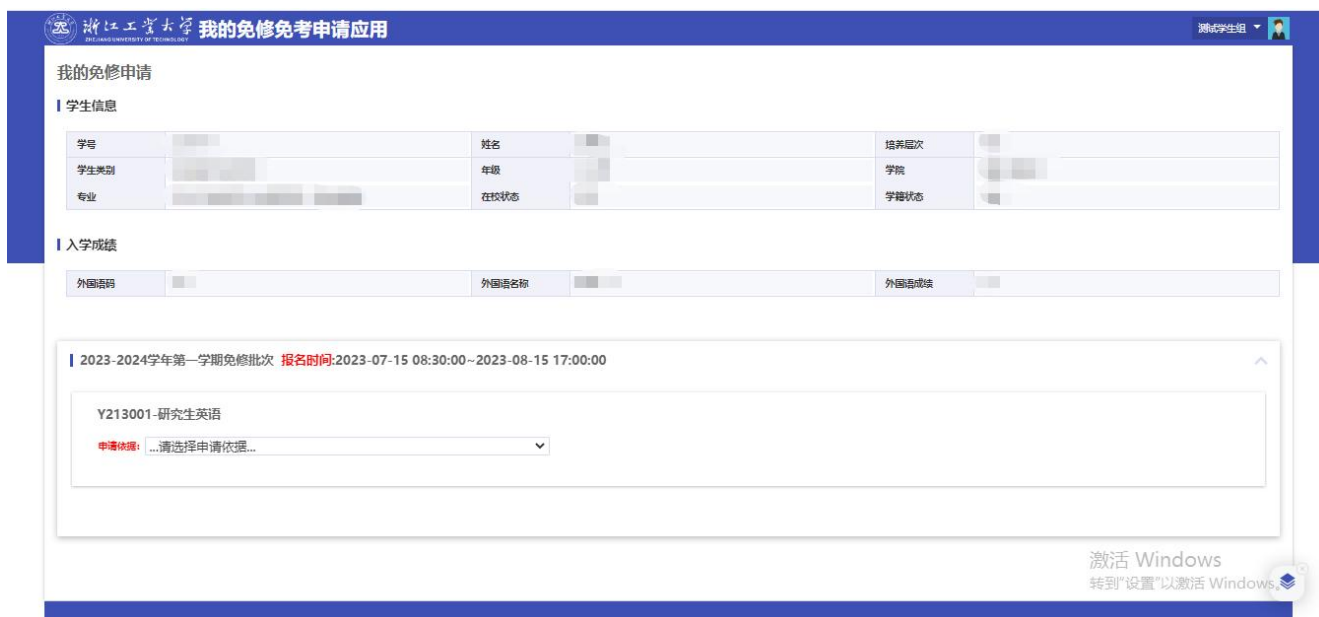 浙江工业大学 我的免修免考申请应用 测试学生组
ZHEJIANG UNIVERSITY OF TECHNOLOGY
我的免修申请
学生信息
学号 姓名 培养层次
学生类别 年级 学院
专业 在校状态 学籍状态
入学成绩
外国语码 外国语名称 外国语成绩
2023-2024学年第一学期免修批次 报名时间:2023-07-15 08:30:00~2023-08-15 17:00:00
Y213001-研究生英语
申请依据: ...请选择申请依据...
激活 Windows
转到"设置"以激活 Windows。